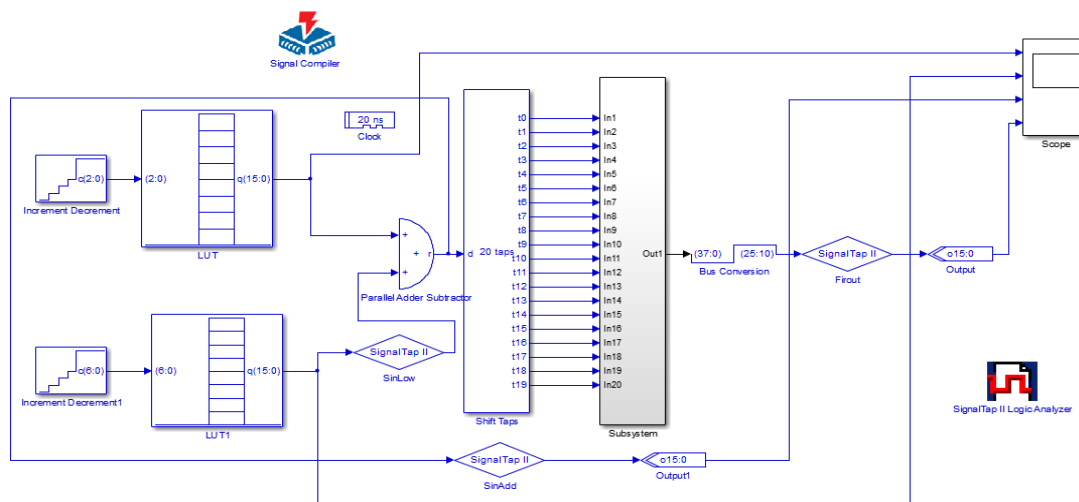 Signal Compiler
20 ns
Clock
c(2:0)
Increment Decrement
(2:0)
q(15:0)
LUT
+
+
+
r
Parallel Adder Subtractor
c(6:0)
Increment Decrement1
(6:0)
q(15:0)
LUT1
SignalTap II
SinLow
d
20 taps
t0
t1
t2
t3
t4
t5
t6
t7
t8
t9
t10
t11
t12
t13
t14
t15
t16
t17
t18
t19
Shift Taps
In1
In2
In3
In4
In5
In6
In7
In8
In9
In10
In11
In12
In13
In14
In15
In16
In17
In18
In19
In20
Out1
Subsystem
(37:0)
(25:10)
Bus Conversion
SignalTap II
Firout
o15:0
Output
Scope
SignalTap II
SinAdd
o15:0
Output1
SignalTap II Logic Analyzer